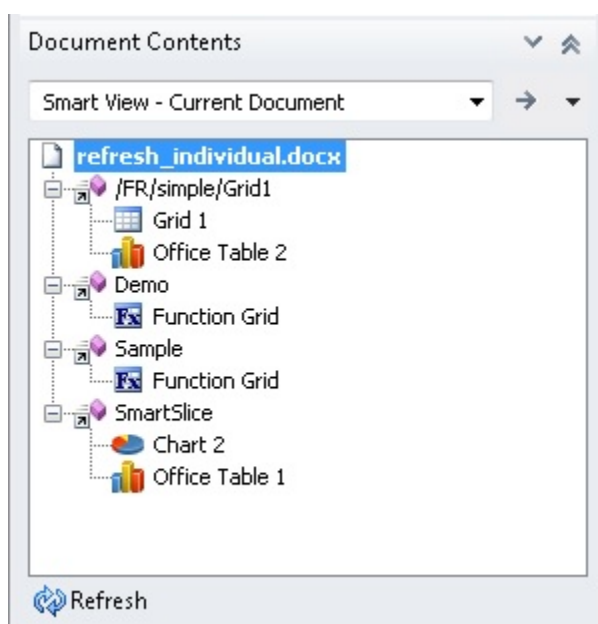 Document Contents
Smart View - Current Document
refresh_individual.docx
/FR/simple/Grid1
Grid 1
Office Table 2
Demo
Function Grid
Sample
Function Grid
SmartSlice
Chart 2
Office Table 1
Refresh